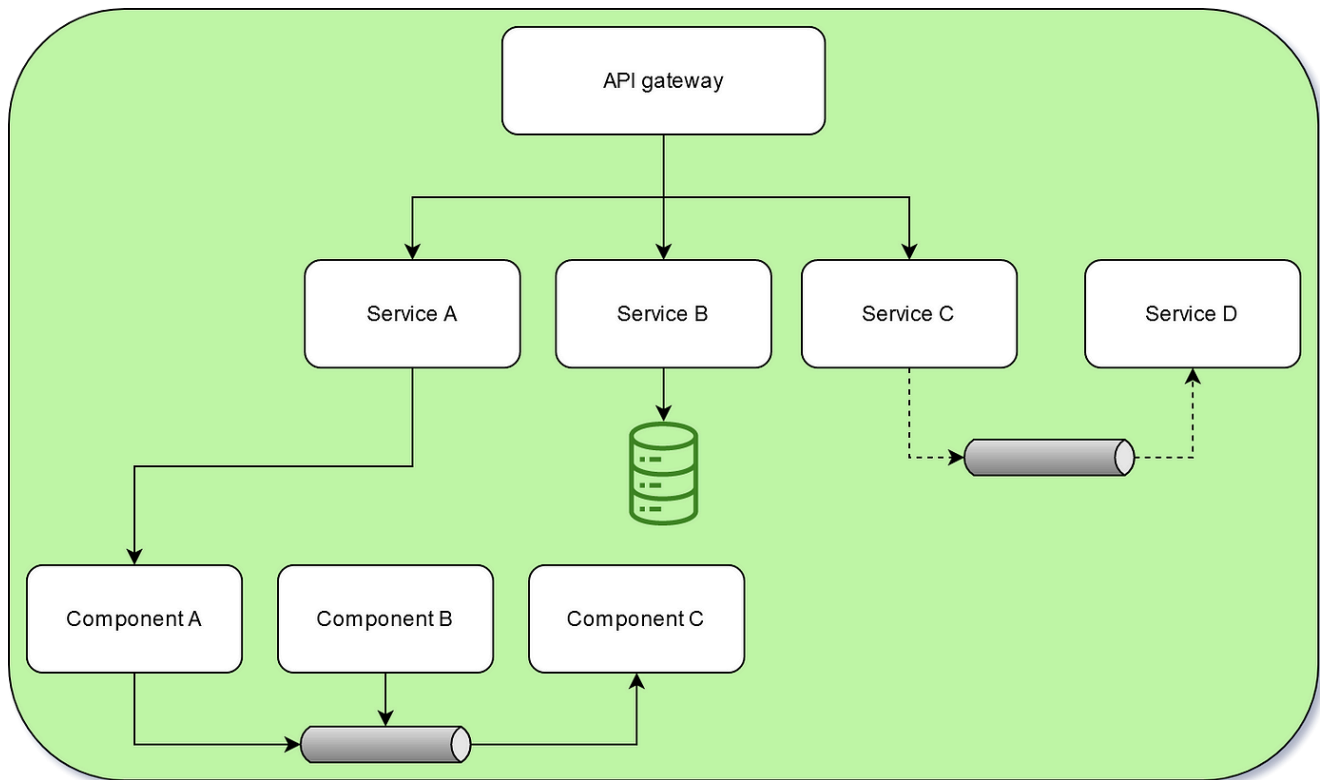 API gateway
Service A
Service B
Service C
Service D
Component A
Component B
Component C